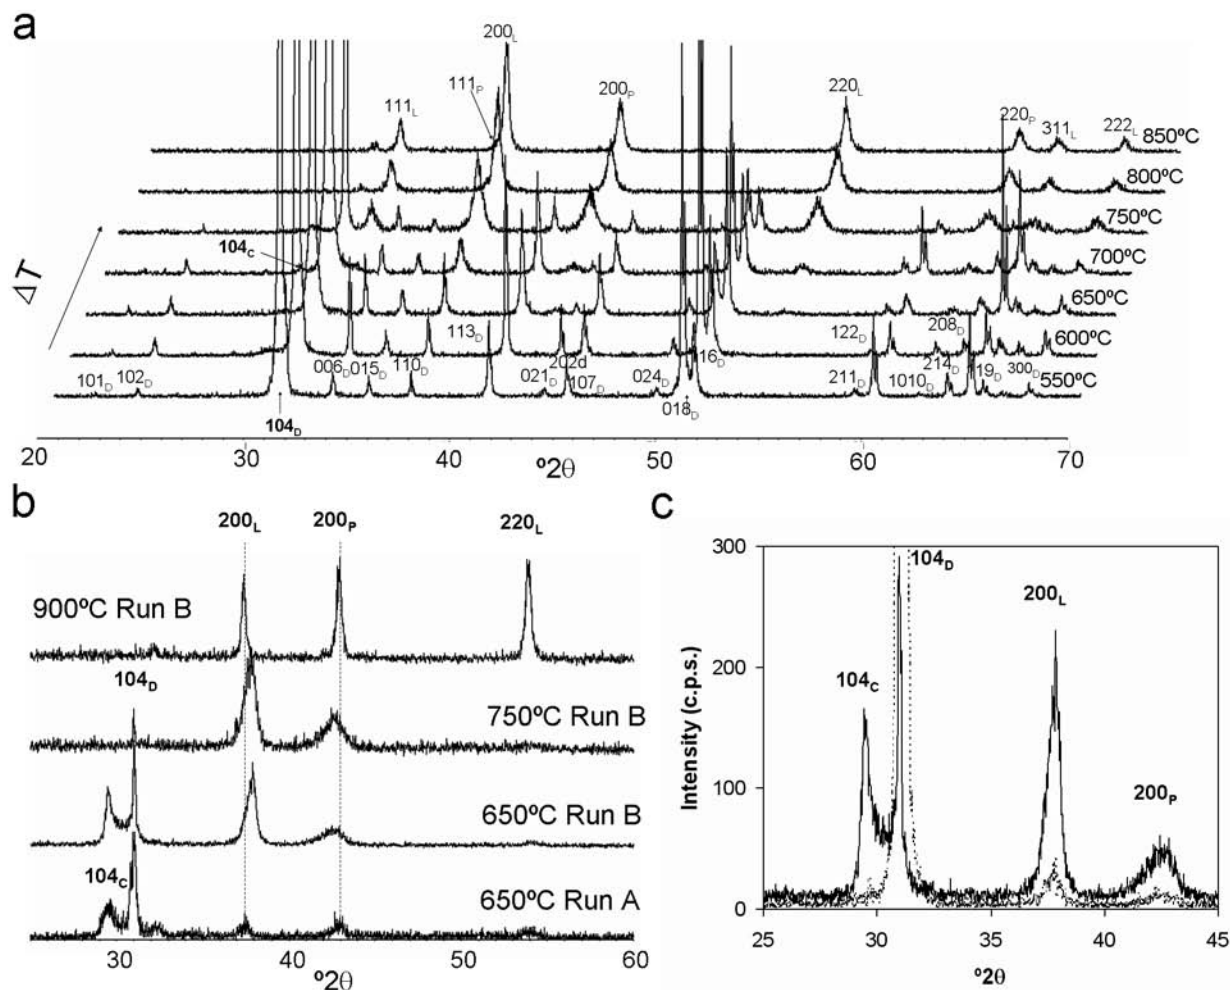 a
200L
111P
111L
200P
220L
220P
311L
222L
850ºC
800ºC
750ºC
104C
700ºC
ΔT
650ºC
113D
122D
208D
600ºC
101D
102D
006D
015D
110D
021D
202d
107D
024D
116D
018D
211D
1010D
214D
119D
300D
550ºC
104D
20
30
40
50
60
70
º2θ
b
200L
200P
220L
900ºC Run B
104D
750ºC Run B
650ºC Run B
104C
650ºC Run A
30
40
50
60
º2θ
c
300
104D
200L
200
104C
Intensity (c.p.s.)
200P
100
0
25
30
35
40
45
º2θ